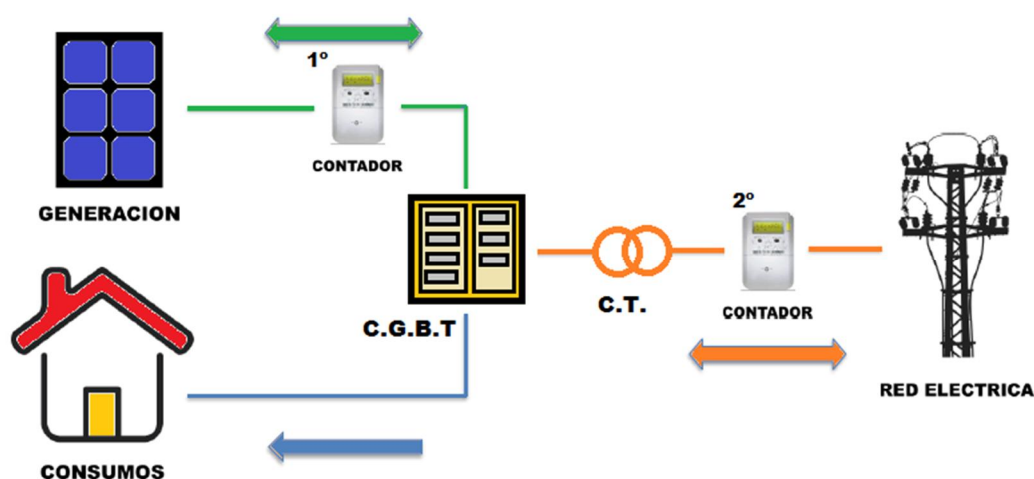 1º
CONTADOR
GENERACION
2º
C.G.B.T
C.T.
CONTADOR
RED ELECTRICA
CONSUMOS